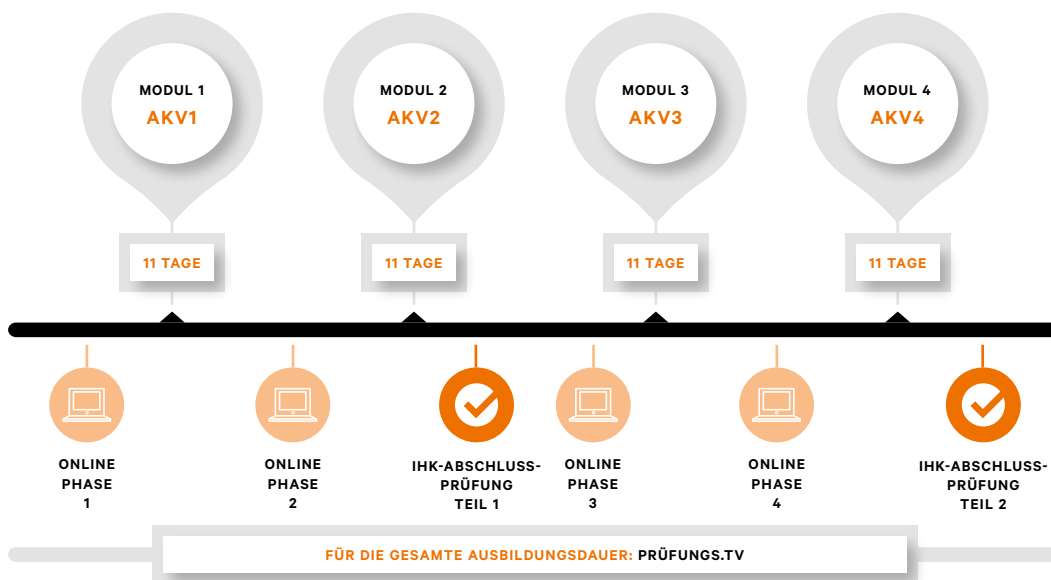 MODUL 1
AKV1
MODUL 2
AKV2
MODUL 3
AKV3
MODUL 4
AKV4
11 TAGE
11 TAGE
11 TAGE
11 TAGE
ONLINE
PHASE
1
ONLINE
PHASE
2
IHK-ABSCHLUSS-
PRÜFUNG
TEIL 1
ONLINE
PHASE
3
ONLINE
PHASE
4
IHK-ABSCHLUSS-
PRÜFUNG
TEIL 2
FÜR DIE GESAMTE AUSBILDUNGSDAUER: PRÜFUNGS.TV